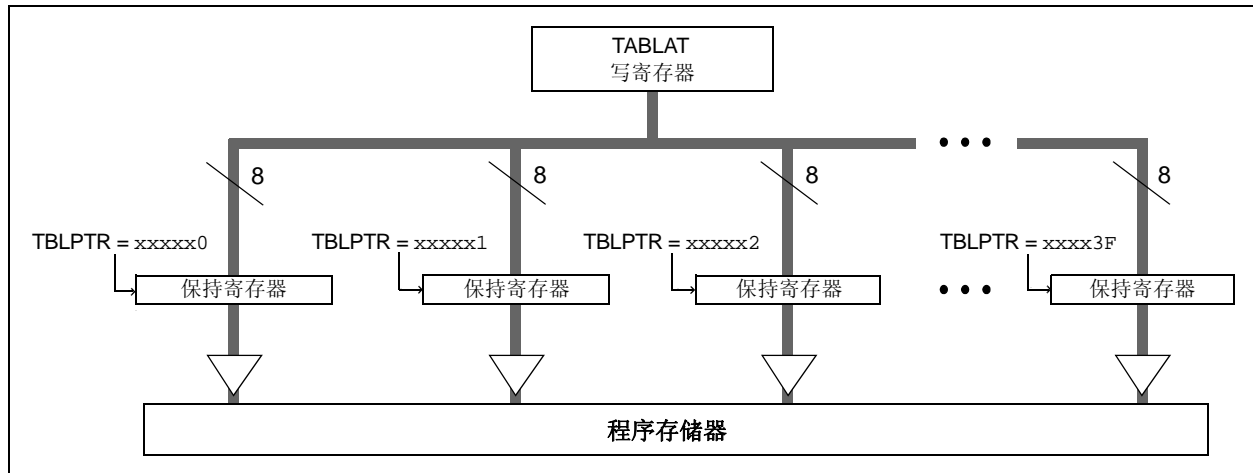 TABLAT
写寄存器
• • •
8 8 8 8
TBLPTR = xxxxx0 TBLPTR = xxxxx1 TBLPTR = xxxxx2 TBLPTR = xxxx3F
保持寄存器 保持寄存器 保持寄存器 • • • 保持寄存器
程序存储器